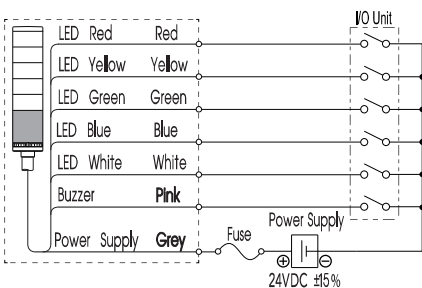 I/O Unit
LED Red Red
LED Yellow Yellow
LED Green Green
LED Blue Blue
LED White White
Buzzer Pink
Power Supply Grey
Fuse
Power Supply
24VDC ±15%